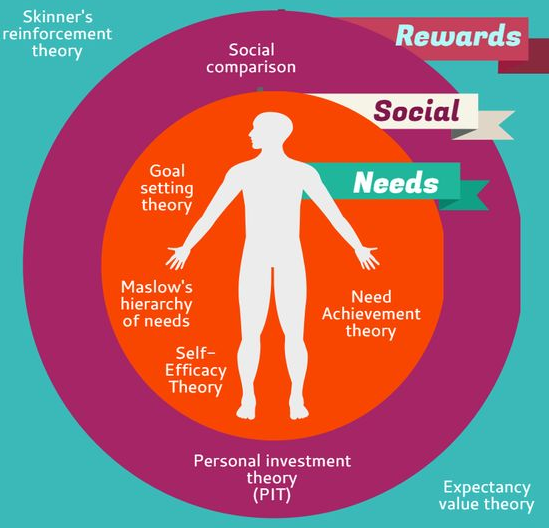 Skinner's
reinforcement
theory
Rewards
Social
comparison
Social
Needs
Goal
setting
theory
Maslow's
hierarchy
of needs
Need
Achievement
theory
Self-
Efficacy
Theory
Personal investment
theory
(PIT)
Expectancy
value theory